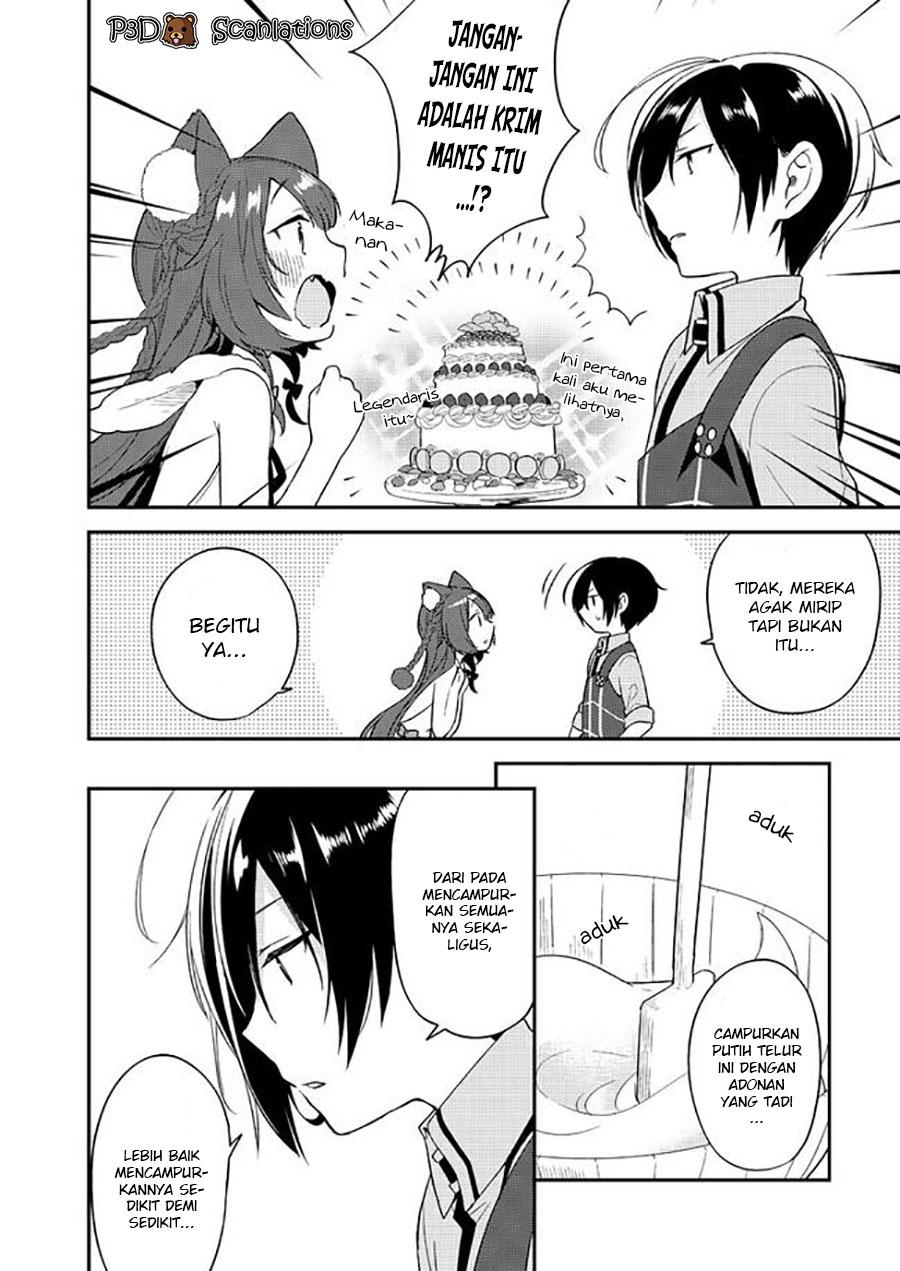 P3D Scanlations
JANGAN-
JANGAN INI
ADALAH KRIM
MANIS ITU
....!?
Ini pertama
kali aku me-
lihatnya,
Maka-
nan
Legendaris
itu~
TIDAK, MEREKA
AGAK MIRIP
TAPI BUKAN
ITU...
BEGITU
YA...
aduk
aduk
CAMPURKAN
PUTIH TELUR
INI DENGAN
ADONAN
YANG TADI
...
DARI PADA
MENCAMPUR-
KAN SEMUA-
NYA SEKA-
LIGUS,
LEBIH BAIK
MENCAMPUR-
KANNYA SE-
DIKIT DEMI
SEDIKIT...